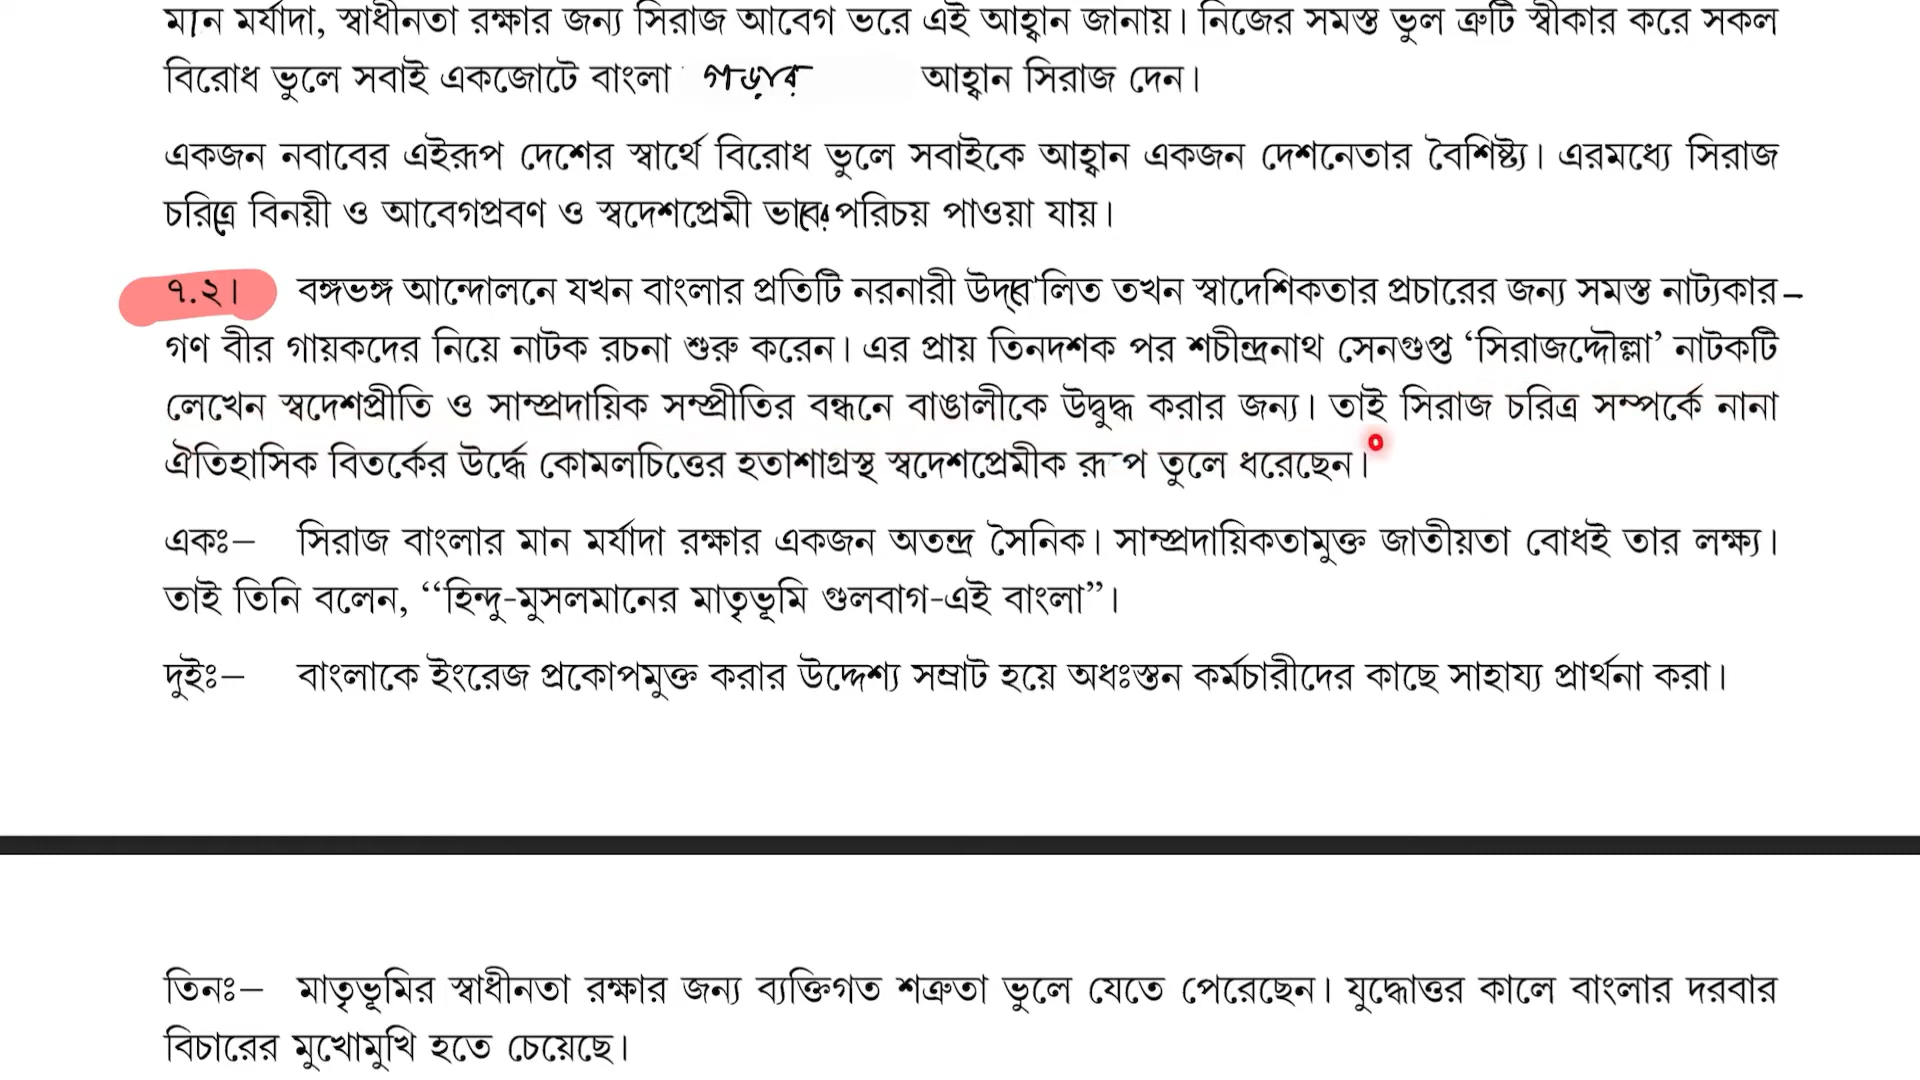 মান মর্যাদা, স্বাধীনতা রক্ষার জন্য সিরাজ আবেগ ভরে এই আহ্বান জানায়। নিজের সমস্ত ভুল ত্রুটি স্বীকার করে সকল
বিরোধ ভুলে সবাই একজোটে বাংলা গড়ার আহ্বান সিরাজ দেন।
একজন নবাবের এইরূপ দেশের স্বার্থে বিরোধ ভুলে সবাইকে আহ্বান একজন দেশনেতার বৈশিষ্ট্য। এরমধ্যে সিরাজ
চরিত্রে বিনয়ী ও আবেগপ্রবণ ও স্বদেশপ্রেমী ভাবের পরিচয় পাওয়া যায়।
৭.২। বঙ্গভঙ্গ আন্দোলনে যখন বাংলার প্রতিটি নরনারী উদ্বেলিত তখন স্বাদেশিকতার প্রচারের জন্য সমস্ত নাট্যকার–
গণ বীর গায়কদের নিয়ে নাটক রচনা শুরু করেন। এর প্রায় তিনদশক পর শচীন্দ্রনাথ সেনগুপ্ত ‘সিরাজদ্দৌল্লা’ নাটকটি
লেখেন স্বদেশপ্রীতি ও সাম্প্রদায়িক সম্প্রীতির বন্ধনে বাঙালীকে উদ্বুদ্ধ করার জন্য। তাই সিরাজ চরিত্র সম্পর্কে নানা
ঐতিহাসিক বিতর্কের উর্দ্ধে কোমলচিত্তের হতাশাগ্রস্থ স্বদেশপ্রেমীক রূপ তুলে ধরেছেন।
একঃ– সিরাজ বাংলার মান মর্যাদা রক্ষার একজন অতন্দ্র সৈনিক। সাম্প্রদায়িকতামুক্ত জাতীয়তা বোধই তার লক্ষ্য।
তাই তিনি বলেন, “হিন্দু-মুসলমানের মাতৃভূমি গুলবাগ-এই বাংলা”।
দুইঃ– বাংলাকে ইংরেজ প্রকোপমুক্ত করার উদ্দেশ্য সম্রাট হয়ে অধঃস্তন কর্মচারীদের কাছে সাহায্য প্রার্থনা করা।
তিনঃ– মাতৃভূমির স্বাধীনতা রক্ষার জন্য ব্যক্তিগত শত্রুতা ভুলে যেতে পেরেছেন। যুদ্ধোত্তর কালে বাংলার দরবার
বিচারের মুখোমুখি হতে চেয়েছে।